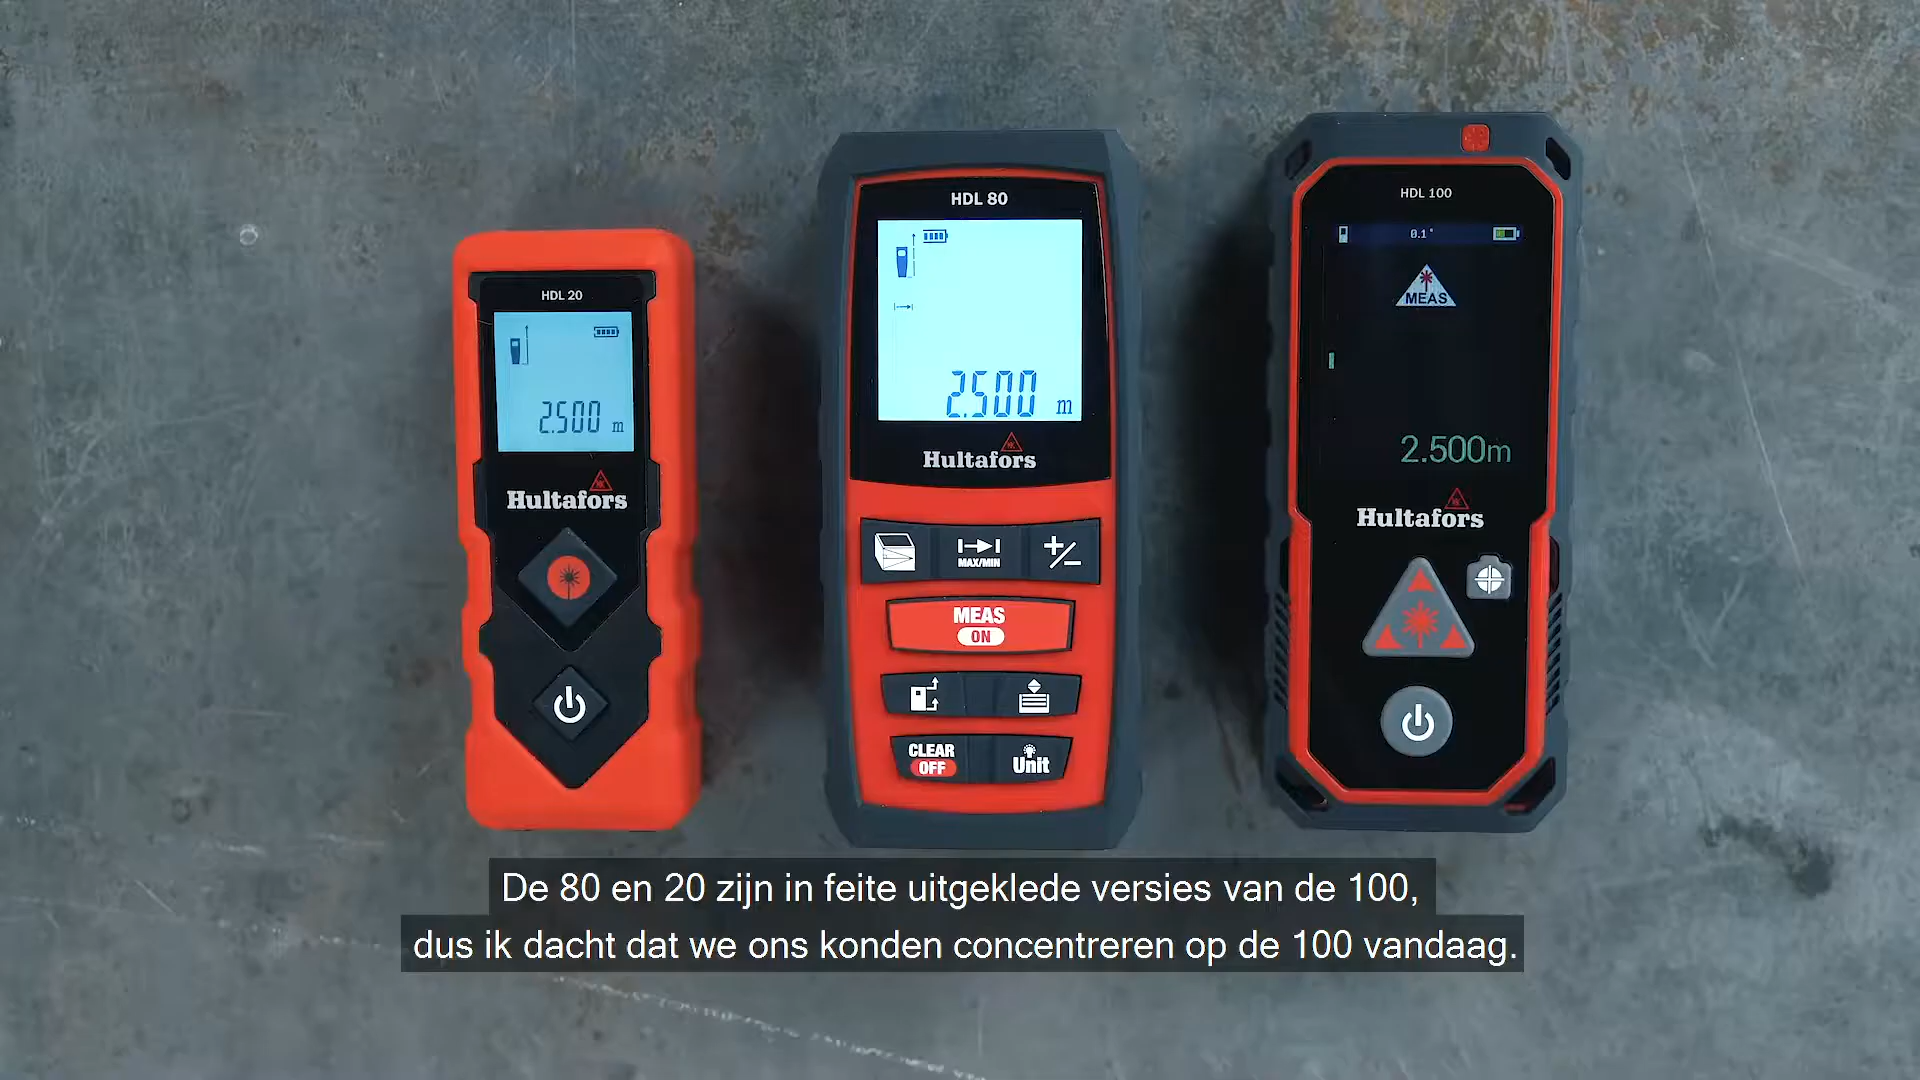 HDL 20
2.500 m
Hultafors
HDL 80
2.500 m
Hultafors
MAX/MIN
MEAS
ON
CLEAR
OFF
Unit
HDL 100
0.1°
MEAS
2.500m
Hultafors
De 80 en 20 zijn in feite uitgeklede versies van de 100,
dus ik dacht dat we ons konden concentreren op de 100 vandaag.